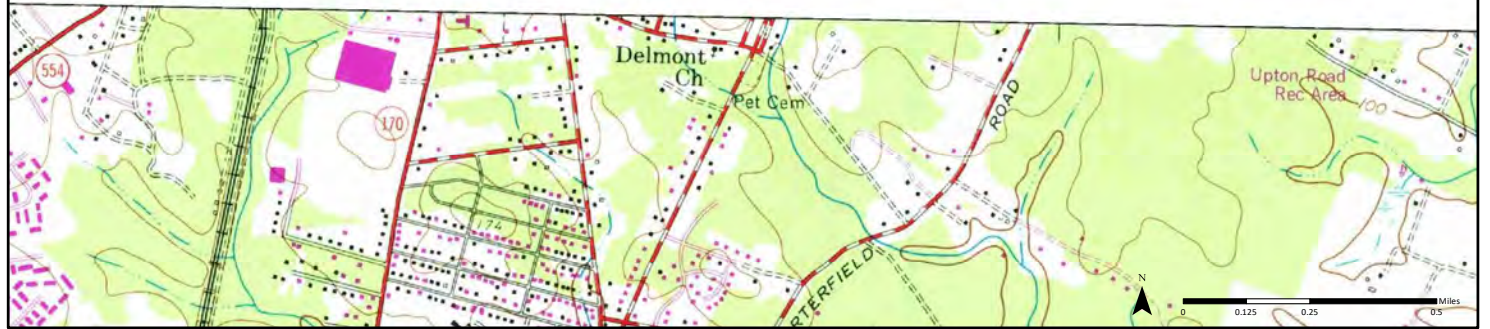 554
170
Delmont
Ch
Pet Cem
ROAD
RTERFIELD
174
Upton Road
Rec Area
100
N
Miles
0
0.125
0.25
0.5